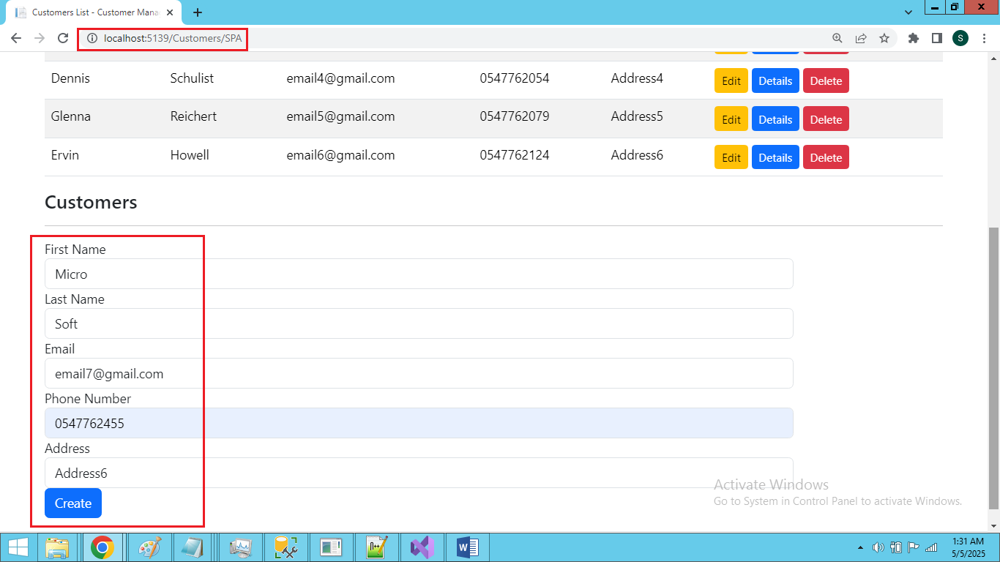 Customers List - Customer Mana
localhost:5139/Customers/SPA
S
Dennis Schulist email4@gmail.com 0547762054 Address4 Edit Details Delete
Glenna Reichert email5@gmail.com 0547762079 Address5 Edit Details Delete
Ervin Howell email6@gmail.com 0547762124 Address6 Edit Details Delete
Customers
First Name
Micro
Last Name
Soft
Email
email7@gmail.com
Phone Number
0547762455
Address
Address6
Create
Activate Windows
Go to System in Control Panel to activate Windows.
1:31 AM
5/5/2025